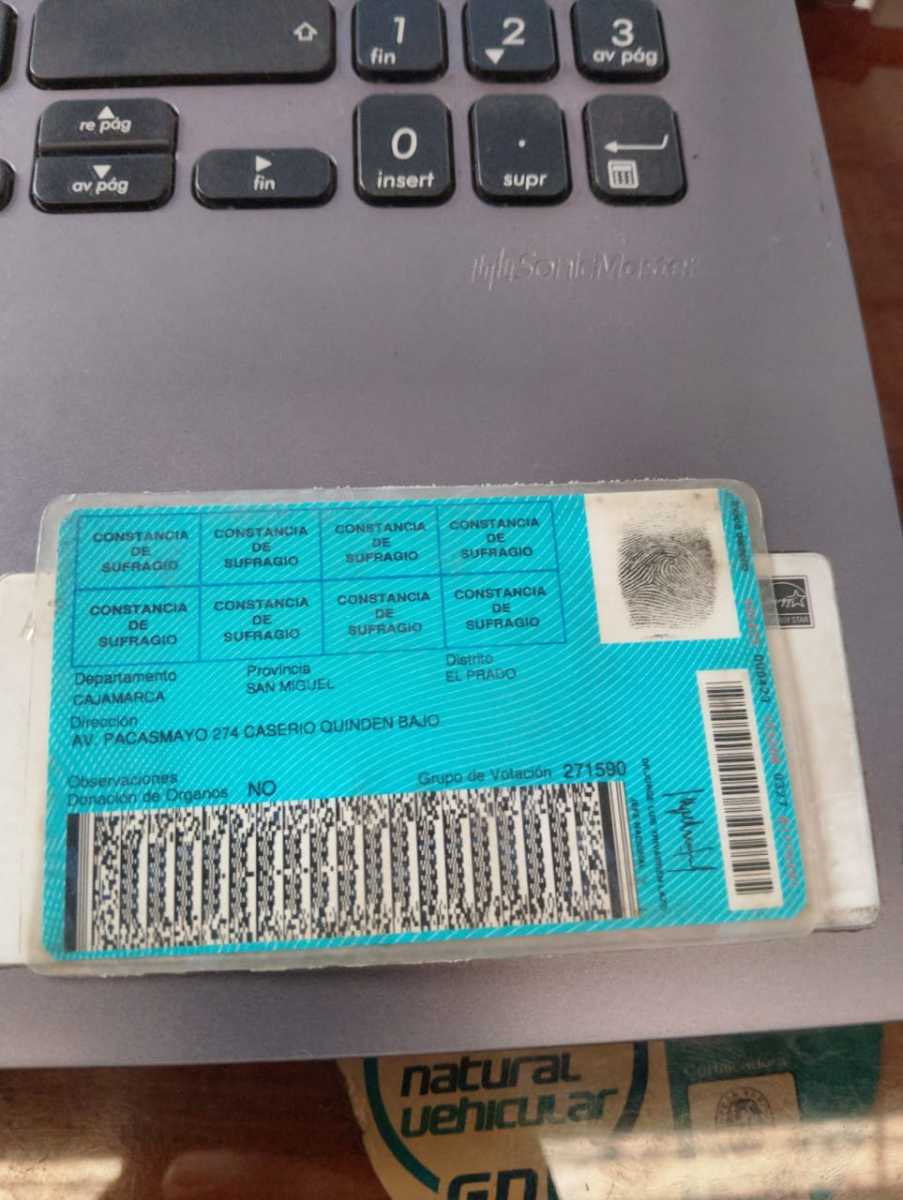 1
fin
2
3
av pág
re pág
av pág
fin
0
insert
.
supr
SonicMaster
CONSTANCIA
DE
SUFRAGIO
CONSTANCIA
DE
SUFRAGIO
CONSTANCIA
DE
SUFRAGIO
CONSTANCIA
DE
SUFRAGIO
CONSTANCIA
DE
SUFRAGIO
CONSTANCIA
DE
SUFRAGIO
CONSTANCIA
DE
SUFRAGIO
CONSTANCIA
DE
SUFRAGIO
Departamento
CAJAMARCA
Provincia
SAN MIGUEL
Distrito
EL PRADO
Dirección
AV. PACASMAYO 274 CASERIO QUINDEN BAJO
Observaciones
Donación de Organos NO
Grupo de Votación 271590
natural
vehicular